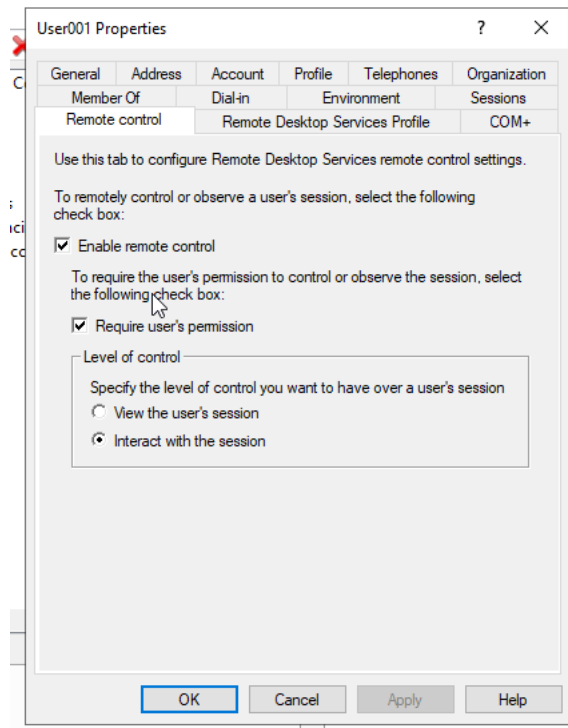 User001 Properties ?
General Address Account Profile Telephones Organization
Member Of Dial-in Environment Sessions
Remote control Remote Desktop Services Profile COM+
Use this tab to configure Remote Desktop Services remote control settings.
To remotely control or observe a user's session, select the following
check box:
Enable remote control
To require the user's permission to control or observe the session, select
the following check box:
Require user's permission
Level of control
Specify the level of control you want to have over a user's session
View the user's session
Interact with the session
OK Cancel Apply Help